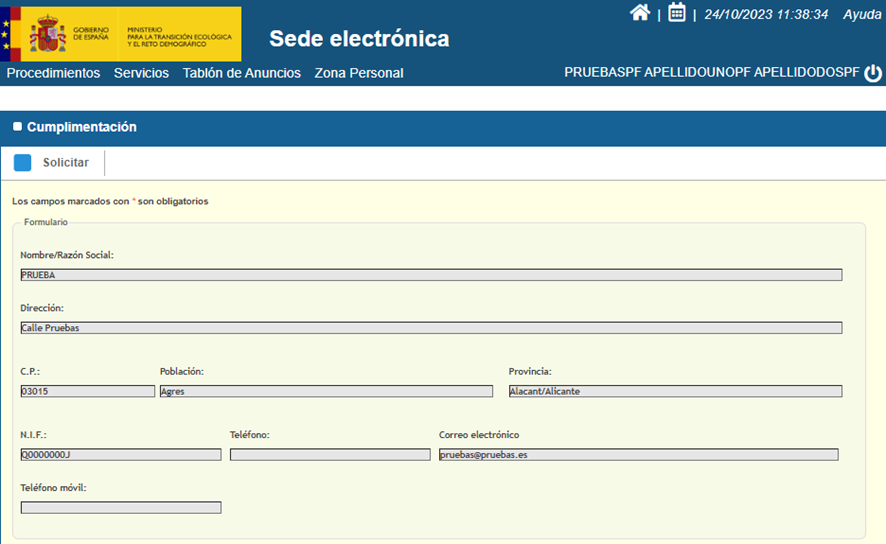 GOBIERNO
DE ESPAÑA
MINISTERIO
PARA LA TRANSICIÓN ECOLÓGICA
Y EL RETO DEMOGRÁFICO
Sede electrónica
| | 24/10/2023 11:38:34 Ayuda
Procedimientos Servicios Tablón de Anuncios Zona Personal
PRUEBASPF APELLIDOUNOPF APELLIDODOSPF
Cumplimentación
Solicitar
Los campos marcados con * son obligatorios
Formulario
Nombre/Razón Social:
PRUEBA
Dirección:
Calle Pruebas
C.P.: Población: Provincia:
03015 Agres Alacant/Alicante
N.I.F.: Teléfono: Correo electrónico
Q0000000J pruebas@pruebas.es
Teléfono móvil: